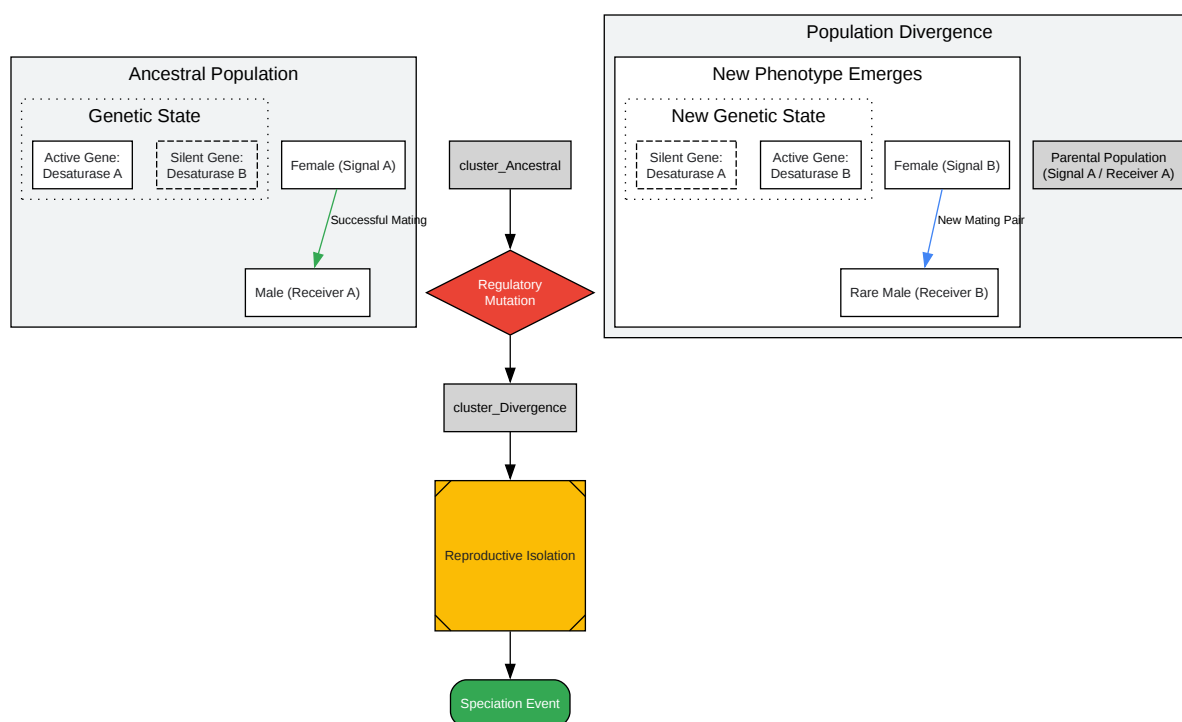 Ancestral Population
Genetic State
Active Gene:
Desaturase A
Silent Gene:
Desaturase B
Female (Signal A)
Successful Mating
Male (Receiver A)
cluster_Ancestral
Regulatory
Mutation
cluster_Divergence
Reproductive Isolation
Speciation Event
Population Divergence
New Phenotype Emerges
New Genetic State
Silent Gene:
Desaturase A
Active Gene:
Desaturase B
Female (Signal B)
New Mating Pair
Rare Male (Receiver B)
Parental Population
(Signal A / Receiver A)